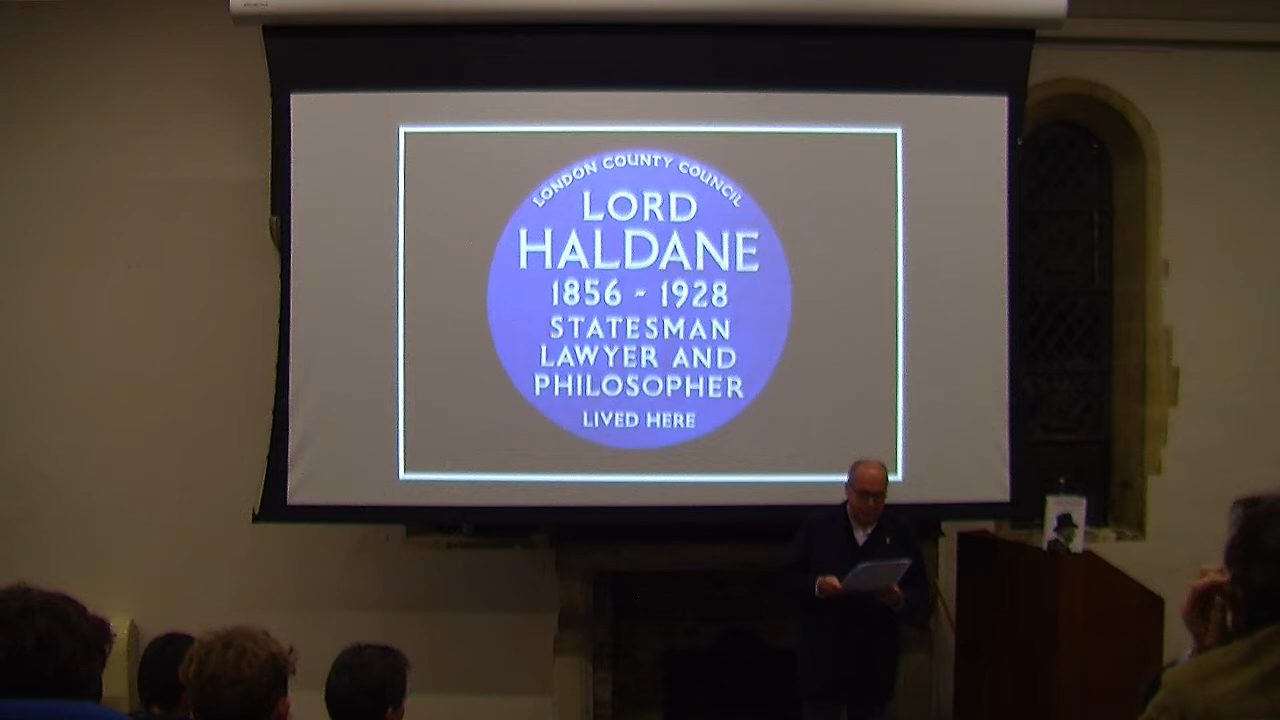 LONDON COUNTY COUNCIL
LORD
HALDANE
1856 - 1928
STATESMAN
LAWYER AND
PHILOSOPHER
LIVED HERE